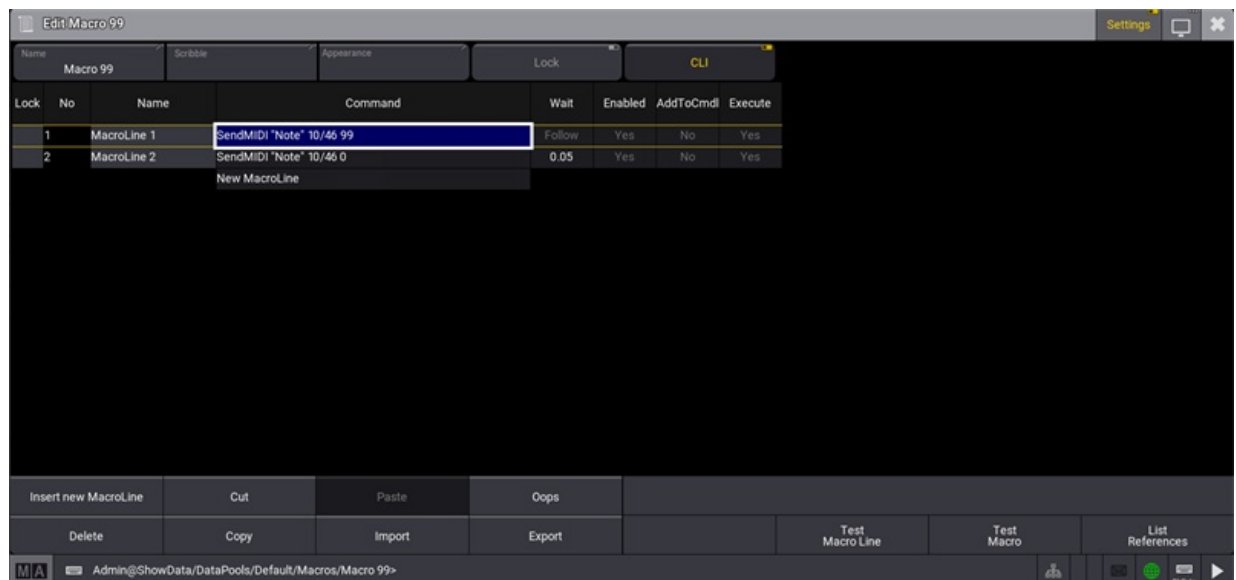 Edit Macro 99
Settings
Name Scribble Appearance
Macro 99 Lock CLI
Lock No Name Command Wait Enabled AddToCmdl Execute
1 MacroLine 1 SendMIDI "Note" 10/46 99 Follow Yes No Yes
2 MacroLine 2 SendMIDI "Note" 10/46 0 0.05 Yes No Yes
New MacroLine
Insert new MacroLine Cut Paste Oops
Delete Copy Import Export Test Macro Line Test Macro List References
MA Admin@ShowData/DataPools/Default/Macros/Macro 99>